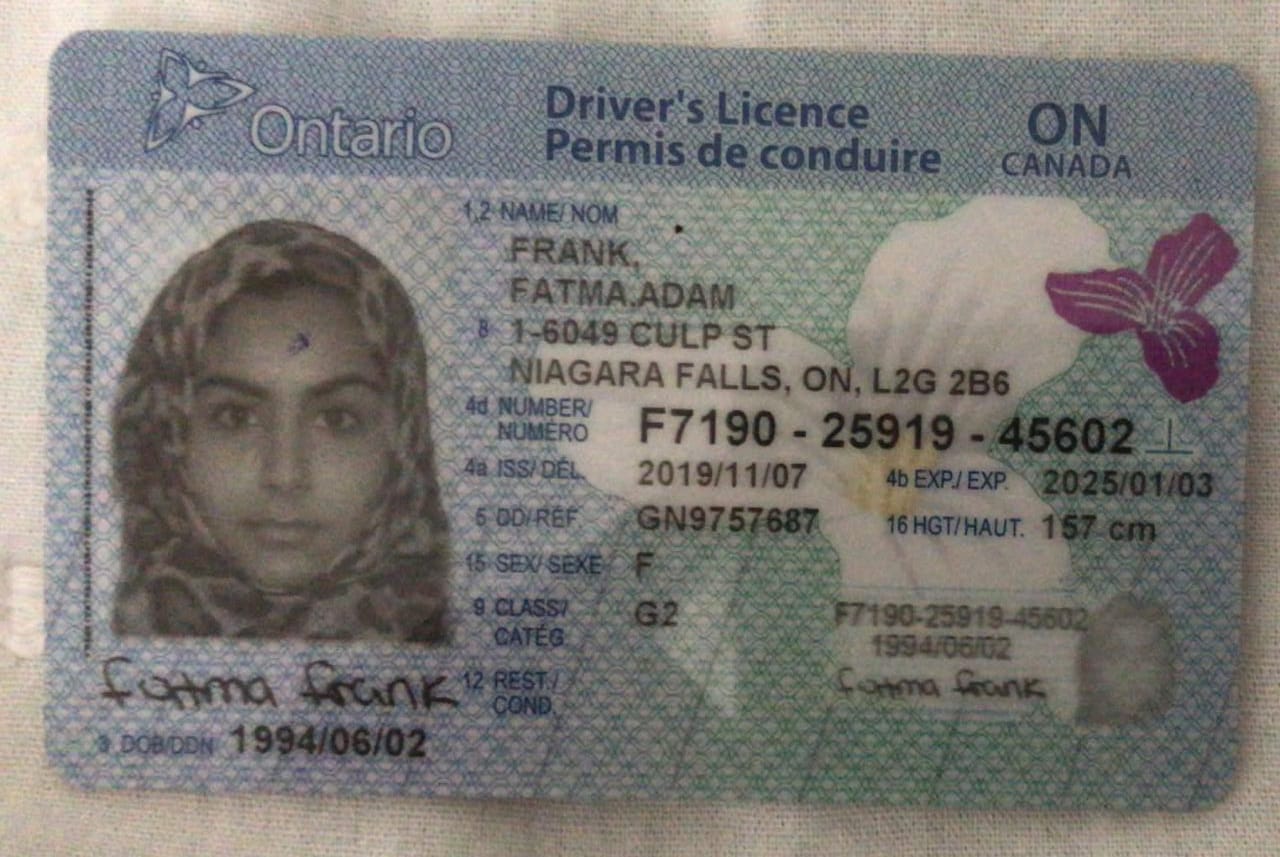 Ontario
Driver's Licence
Permis de conduire
ON
CANADA
1,2 NAME/ NOM
FRANK,
FATMA,ADAM
8 1-6049 CULP ST
NIAGARA FALLS, ON, L2G 2B6
4d NUMBER/
NUMÉRO
F7190 - 25919 - 45602
4a ISS/ DÉL. 2019/11/07 4b EXP./ EXP. 2025/01/03
5 DD/RÉF. GN9757687 16 HGT/HAUT. 157 cm
15 SEX/ SEXE F
9 CLASS/
CATÉG
G2
12 REST./
COND.
F7190-25919-45602
1994/06/02
fatma frank
fatma frank
3 DOB/DDN 1994/06/02